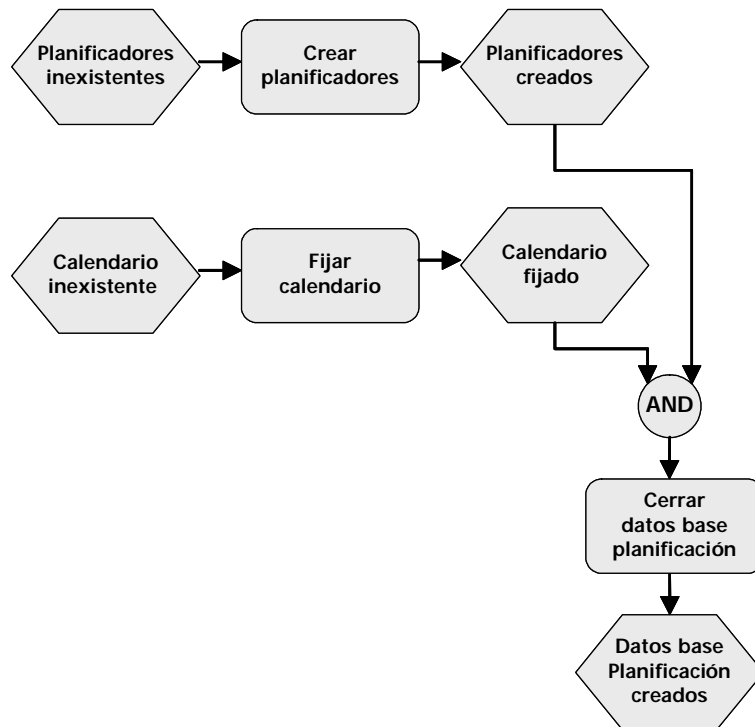 Planificadores
inexistentes
Crear
planificadores
Planificadores
creados
Calendario
inexistente
Fijar
calendario
Calendario
fijado
AND
Cerrar
datos base
planificación
Datos base
Planificación
creados